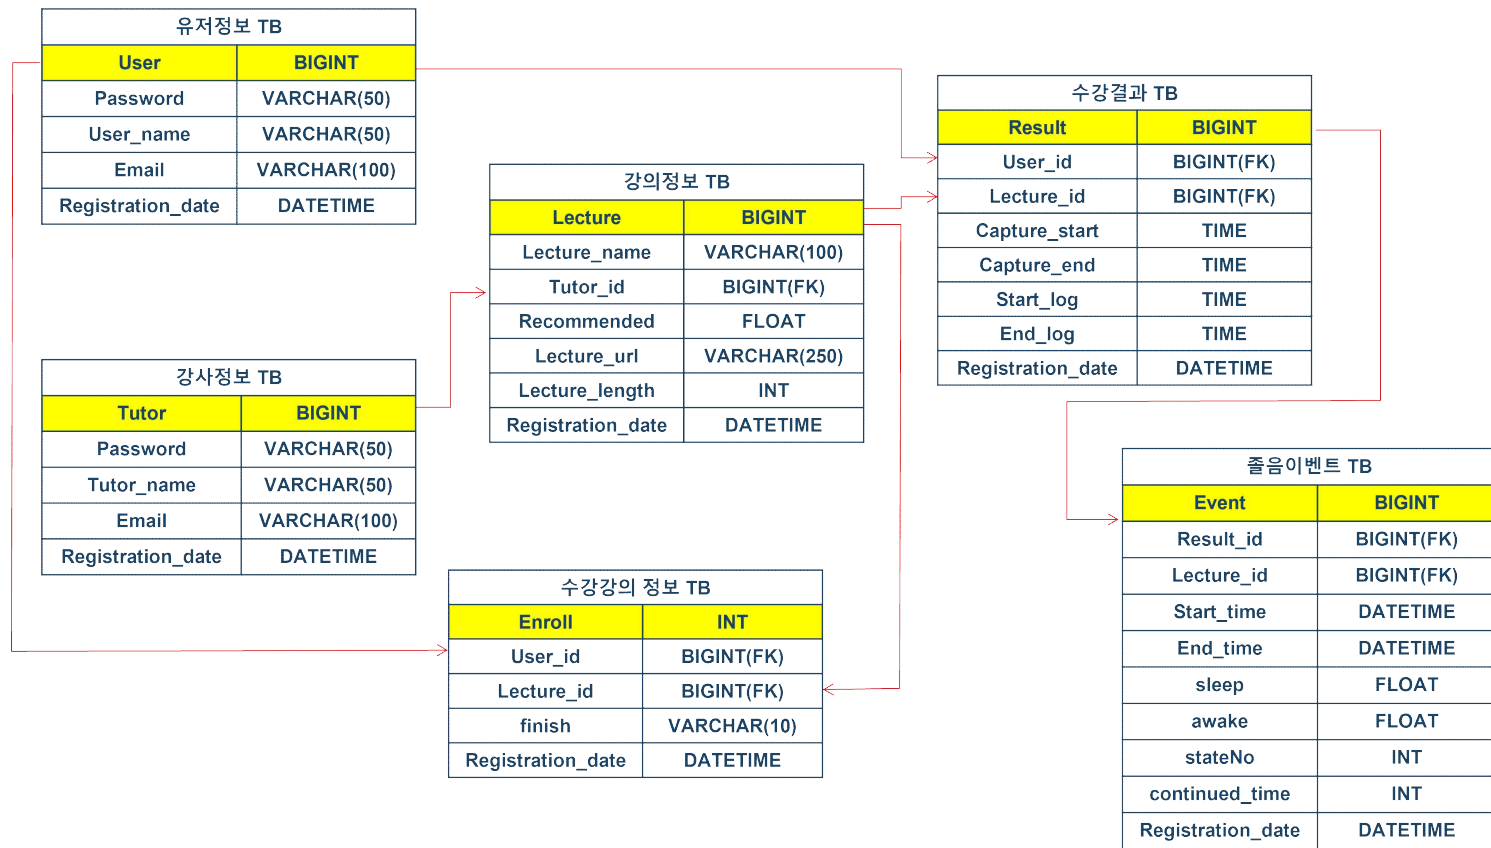 유저정보 TB
User BIGINT
Password VARCHAR(50)
User_name VARCHAR(50)
Email VARCHAR(100)
Registration_date DATETIME
강사정보 TB
Tutor BIGINT
Password VARCHAR(50)
Tutor_name VARCHAR(50)
Email VARCHAR(100)
Registration_date DATETIME
강의정보 TB
Lecture BIGINT
Lecture_name VARCHAR(100)
Tutor_id BIGINT(FK)
Recommended FLOAT
Lecture_url VARCHAR(250)
Lecture_length INT
Registration_date DATETIME
수강강의 정보 TB
Enroll INT
User_id BIGINT(FK)
Lecture_id BIGINT(FK)
finish VARCHAR(10)
Registration_date DATETIME
수강결과 TB
Result BIGINT
User_id BIGINT(FK)
Lecture_id BIGINT(FK)
Capture_start TIME
Capture_end TIME
Start_log TIME
End_log TIME
Registration_date DATETIME
졸음이벤트 TB
Event BIGINT
Result_id BIGINT(FK)
Lecture_id BIGINT(FK)
Start_time DATETIME
End_time DATETIME
sleep FLOAT
awake FLOAT
stateNo INT
continued_time INT
Registration_date DATETIME